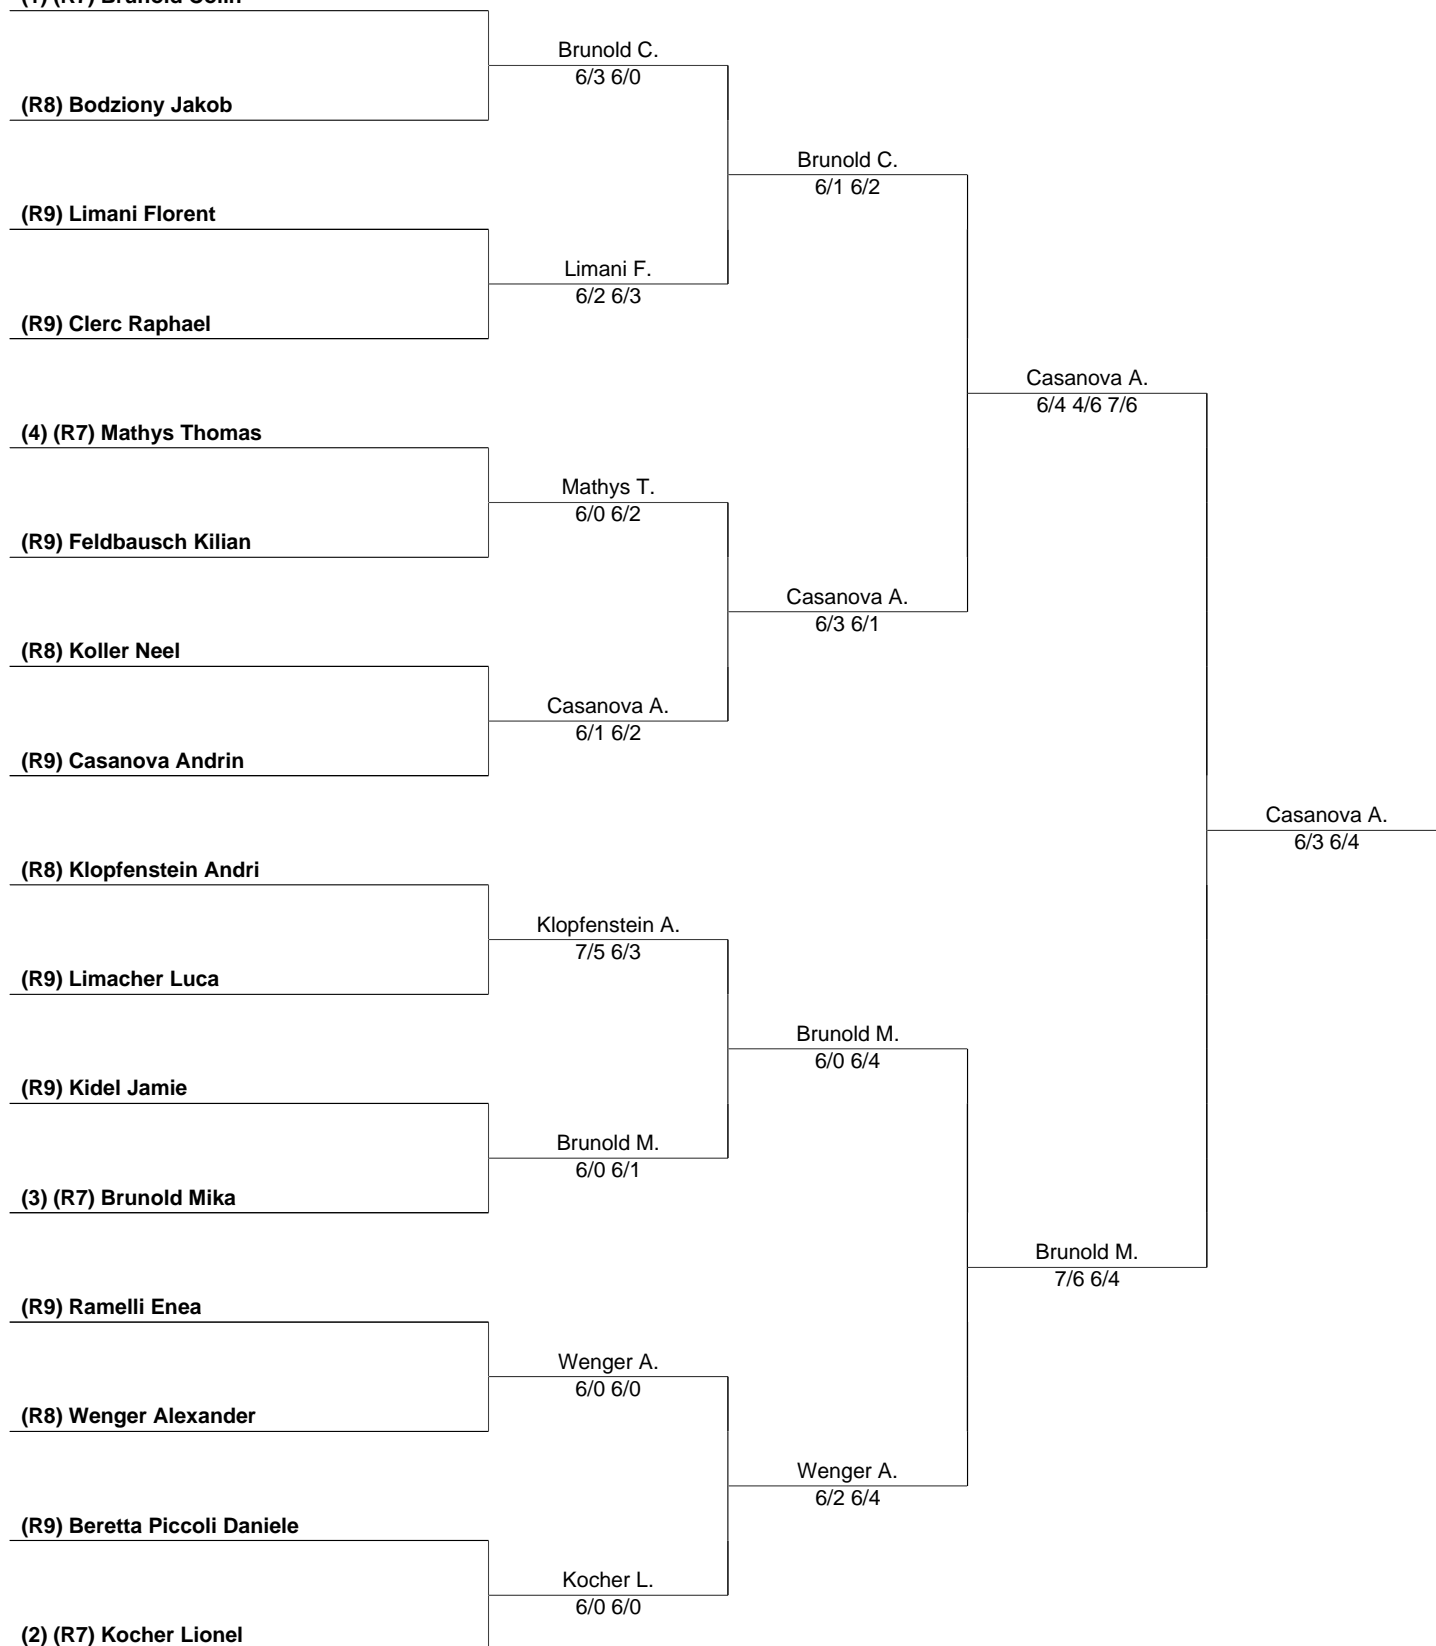 (1) (R7) Brunold Colin
Brunold C.
6/3 6/0
(R8) Bodziony Jakob
Brunold C.
6/1 6/2
(R9) Limani Florent
Limani F.
6/2 6/3
(R9) Clerc Raphael
Casanova A.
6/4 4/6 7/6
(4) (R7) Mathys Thomas
Mathys T.
6/0 6/2
(R9) Feldbausch Kilian
Casanova A.
6/3 6/1
(R8) Koller Neel
Casanova A.
6/1 6/2
(R9) Casanova Andrin
Casanova A.
6/3 6/4
(R8) Klopfenstein Andri
Klopfenstein A.
7/5 6/3
(R9) Limacher Luca
Brunold M.
6/0 6/4
(R9) Kidel Jamie
Brunold M.
6/0 6/1
(3) (R7) Brunold Mika
Brunold M.
7/6 6/4
(R9) Ramelli Enea
Wenger A.
6/0 6/0
(R8) Wenger Alexander
Wenger A.
6/2 6/4
(R9) Beretta Piccoli Daniele
Kocher L.
6/0 6/0
(2) (R7) Kocher Lionel